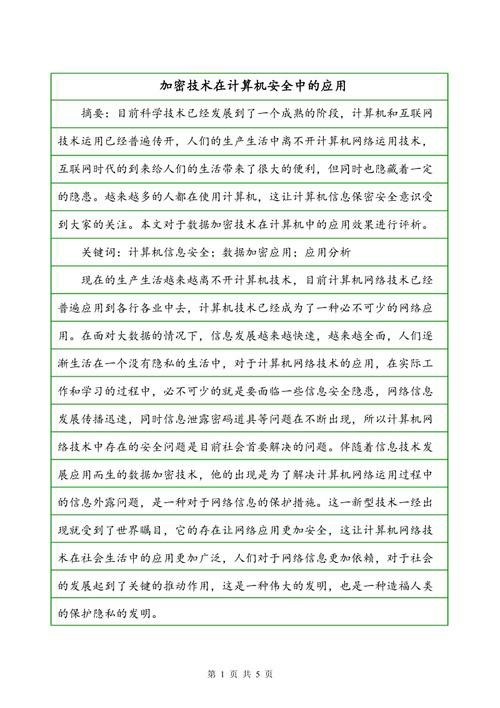 加密技术在计算机安全中的应用
摘要：目前科学技术已经发展到了一个成熟的阶段，计算机和互联网
技术运用已经普遍传开，人们的生产生活中离不开计算机网络运用技术，
互联网时代的到来给人们的生活带来了很大的便利，但同时也隐藏着一定
的隐患。越来越多的人都在使用计算机，这让计算机信息保密安全意识受
到大家的关注。本文对于数据加密技术在计算机中的应用效果进行评析。
关键词：计算机信息安全；数据加密应用；应用分析
现在的生产生活越来越离不开计算机技术，目前计算机网络技术已经
普遍应用到各行各业中去，计算机技术已经成为了一种必不可少的网络应
用。在面对大数据的情况下，信息发展越来越快速，越来越全面，人们逐
渐生活在一个没有隐私的生活中，对于计算机网络技术的应用，在实际工
作和学习的过程中，必不可少的就是要面临一些信息安全隐患，网络信息
发展传播迅速，同时信息泄露密码道具等问题在不断出现，所以计算机网
络技术中存在的安全问题是目前社会首要解决的问题。伴随着信息技术发
展应用而生的数据加密技术，他的出现是为了解决计算机网络运用过程中
的信息外露问题，是一种对于网络信息的保护措施。这一新型技术一经出
现就受到了世界瞩目，它的存在让网络应用更加安全，这让计算机网络技
术在社会生活中的应用更加广泛，人们对于网络信息更加依赖，对于社会
的发展起到了关键的推动作用，这是一种伟大的发明，也是一种造福人类
的保护隐私的发明。
第 1 页 共 5 页